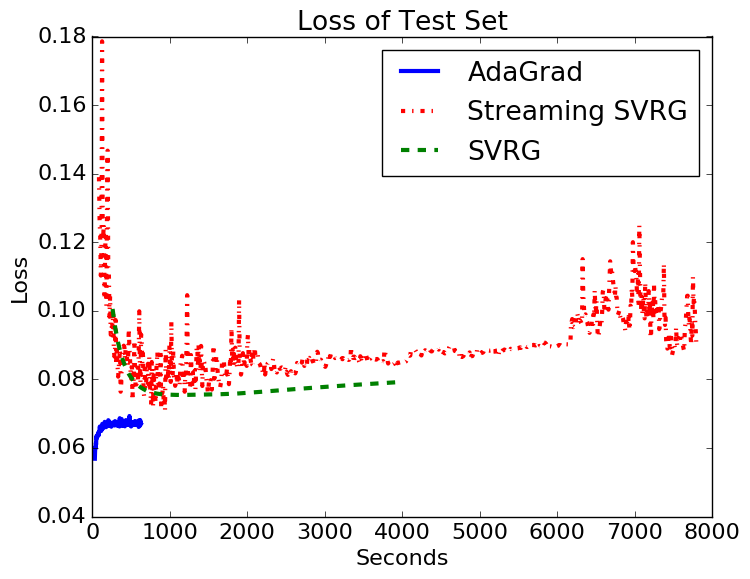 Loss of Test Set
0.18
0.16
0.14
0.12
0.10
0.08
0.06
0.04
Loss
AdaGrad
Streaming SVRG
SVRG
0 1000 2000 3000 4000 5000 6000 7000 8000
Seconds